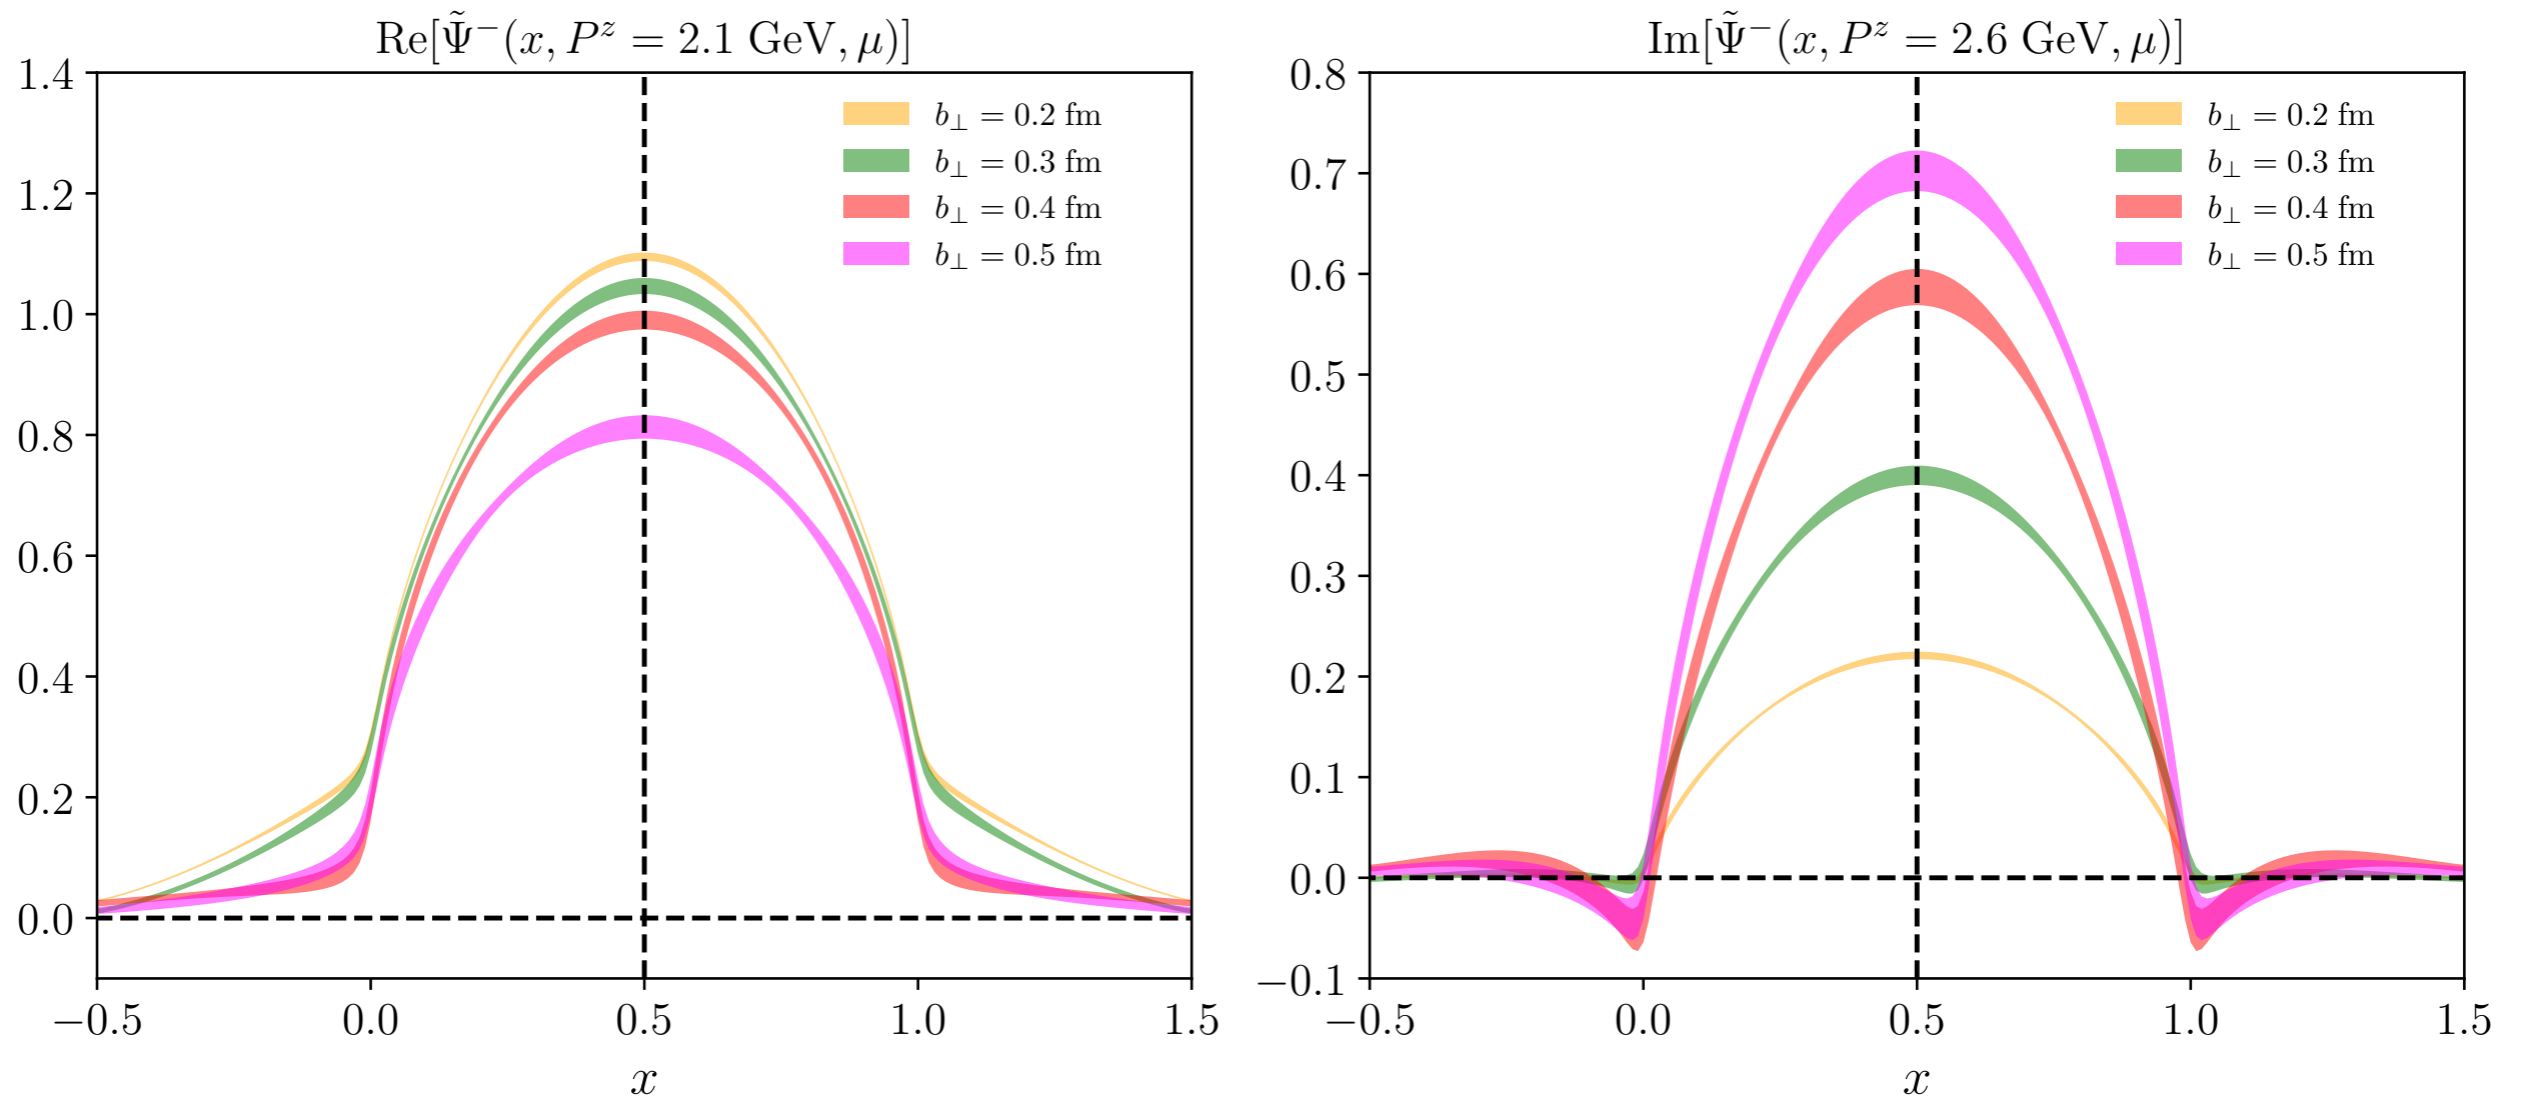 Re[Ψ̃⁻(x, Pᶻ = 2.1 GeV, μ)]
1.4
1.2
1.0
0.8
0.6
0.4
0.2
0.0
b⊥ = 0.2 fm
b⊥ = 0.3 fm
b⊥ = 0.4 fm
b⊥ = 0.5 fm
−0.5 0.0 0.5 1.0 1.5
x
Im[Ψ̃⁻(x, Pᶻ = 2.6 GeV, μ)]
0.8
0.7
0.6
0.5
0.4
0.3
0.2
0.1
0.0
−0.1
b⊥ = 0.2 fm
b⊥ = 0.3 fm
b⊥ = 0.4 fm
b⊥ = 0.5 fm
−0.5 0.0 0.5 1.0 1.5
x